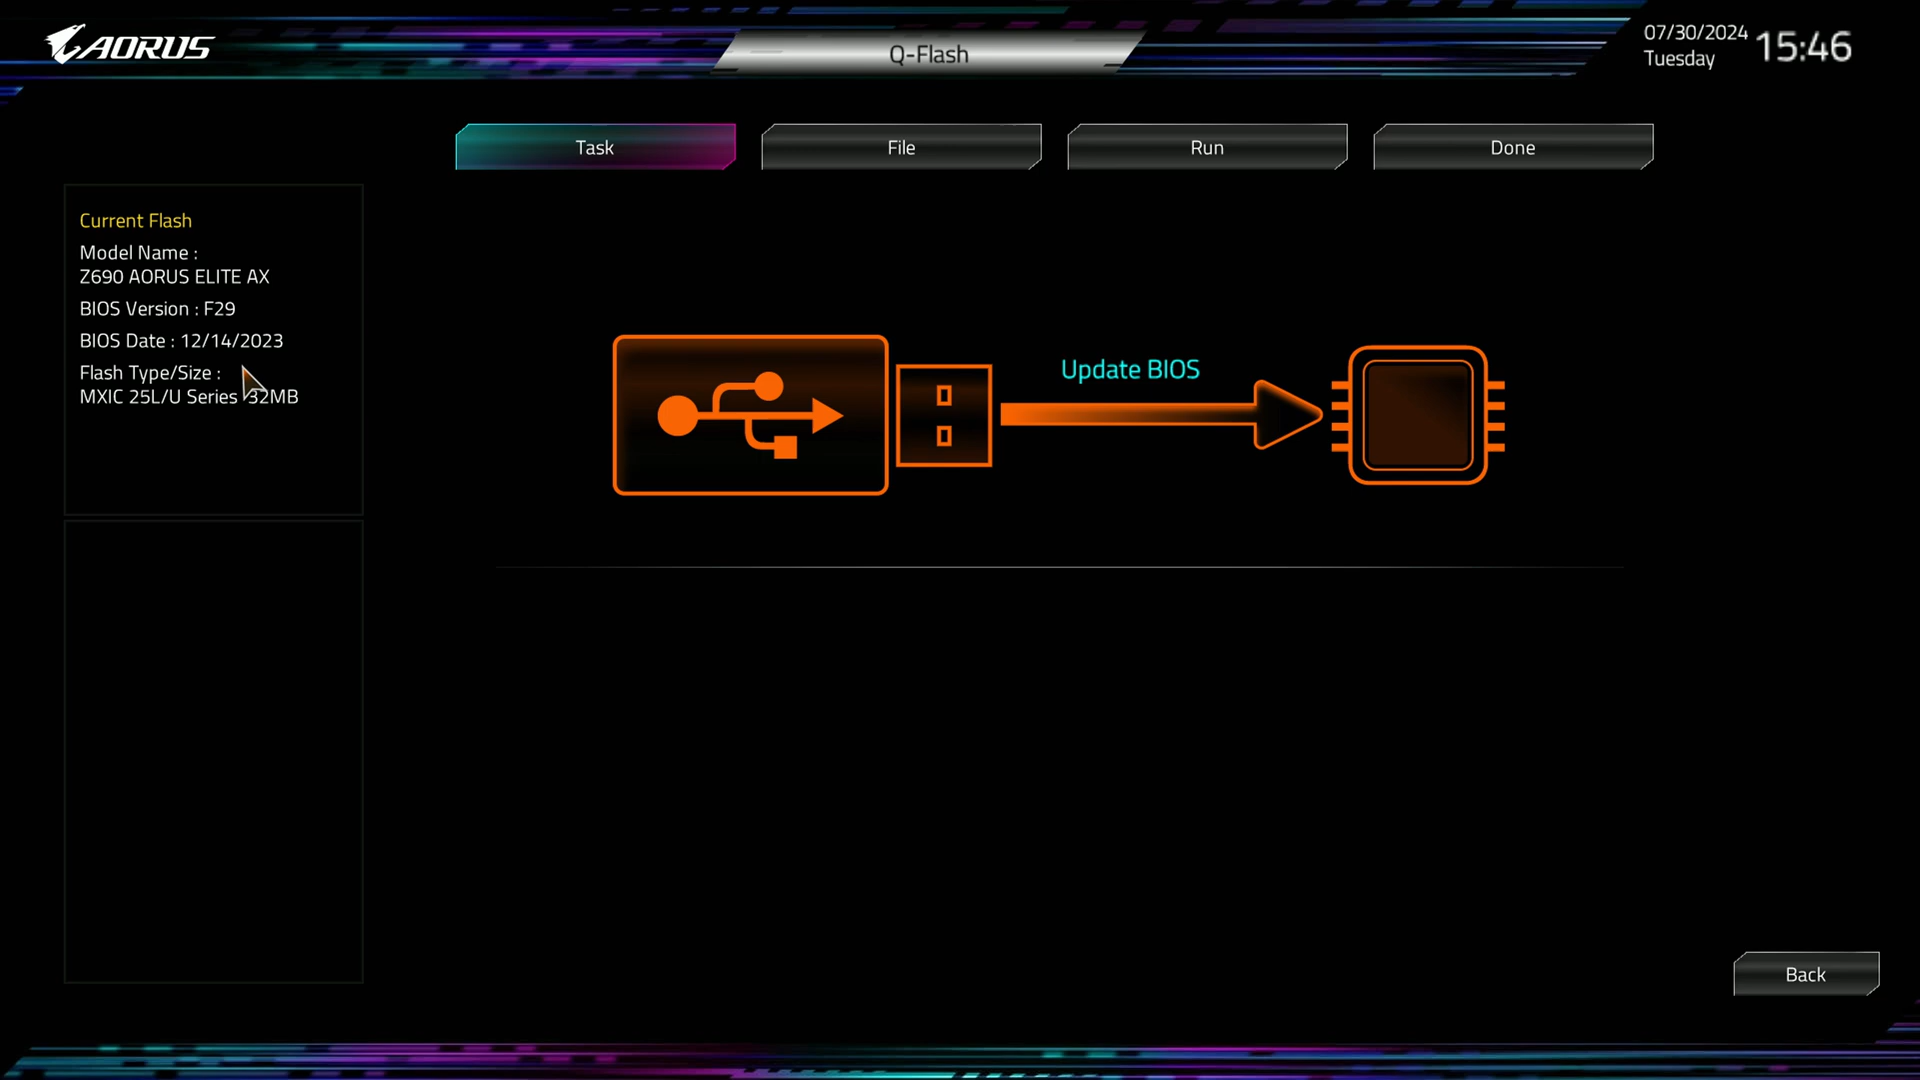 AORUS
Q-Flash
07/30/2024
Tuesday
15:46
Task
File
Run
Done
Current Flash
Model Name :
Z690 AORUS ELITE AX
BIOS Version : F29
BIOS Date : 12/14/2023
Flash Type/Size :
MXIC 25L/U Series 32MB
Update BIOS
Back